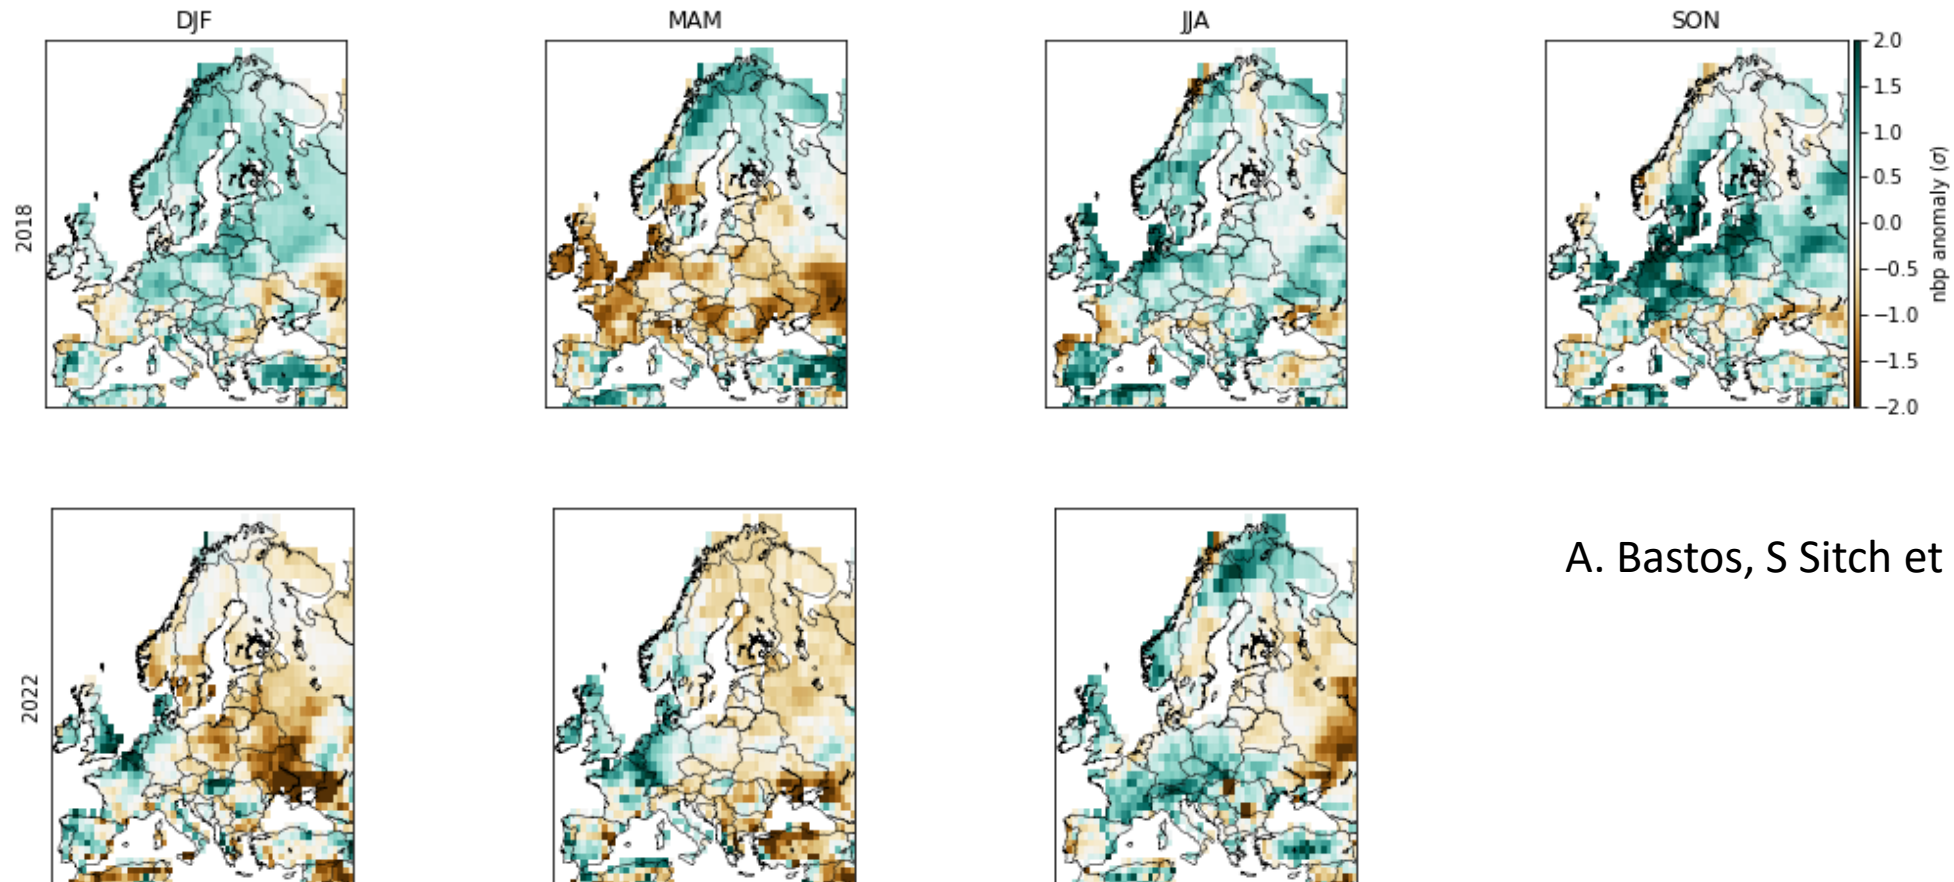 DJF
MAM
JJA
SON
2018
2.0
1.5
1.0
0.5
0.0
−0.5
−1.0
−1.5
−2.0
nbp anomaly (σ)
2022
A. Bastos, S Sitch et